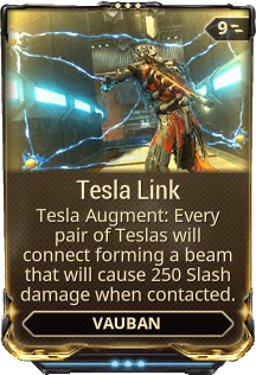 9
Tesla Link
Tesla Augment: Every
pair of Teslas will
connect forming a beam
that will cause 250 Slash
damage when contacted.
VAUBAN